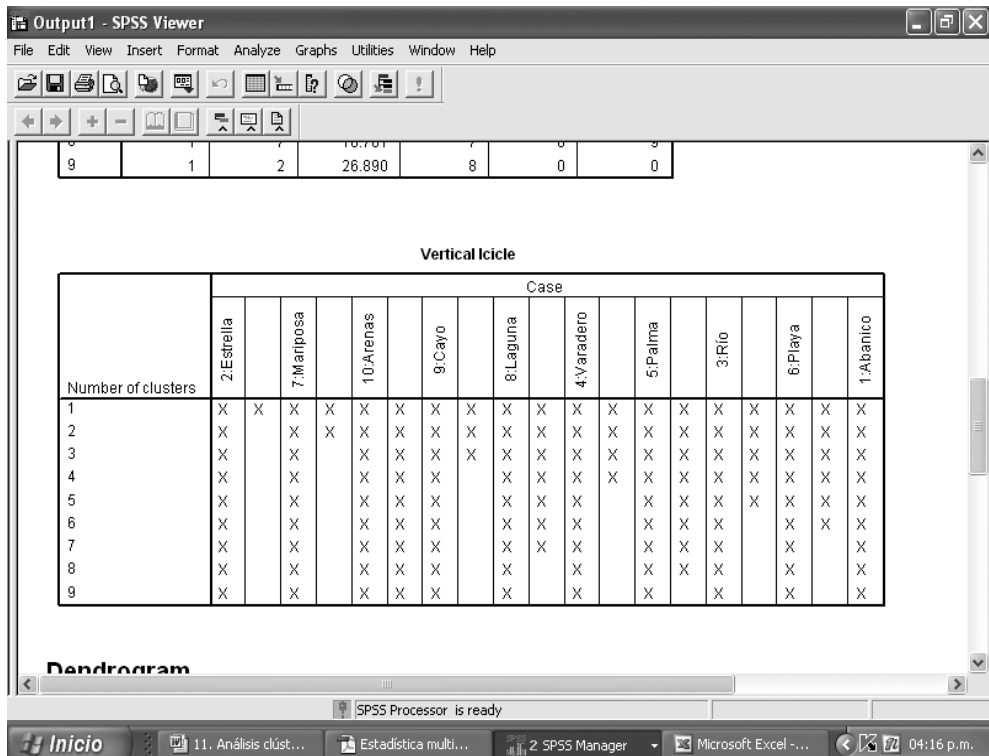 Output1 - SPSS Viewer
File Edit View Insert Format Analyze Graphs Utilities Window Help
9 1 2 26.890 8 0 0
Vertical Icicle
Case
Number of clusters 2:Estrella 7:Mariposa 10:Arenas 9:Cayo 8:Laguna 4:Varadero 5:Palma 3:Río 6:Playa 1:Abanico
1 X X X X X X X X X X X X X X X X X X X
2 X X X X X X X X X X X X X X X X X X
3 X X X X X X X X X X X X X X X X X
4 X X X X X X X X X X X X X X X X
5 X X X X X X X X X X X X X X X
6 X X X X X X X X X X X X X X
7 X X X X X X X X X X X X X
8 X X X X X X X X X X X X
9 X X X X X X X X X X X
Dendrogram
SPSS Processor is ready
Inicio 11. Análisis clúst... Estadística multi... 2 SPSS Manager Microsoft Excel -... 04:16 p.m.